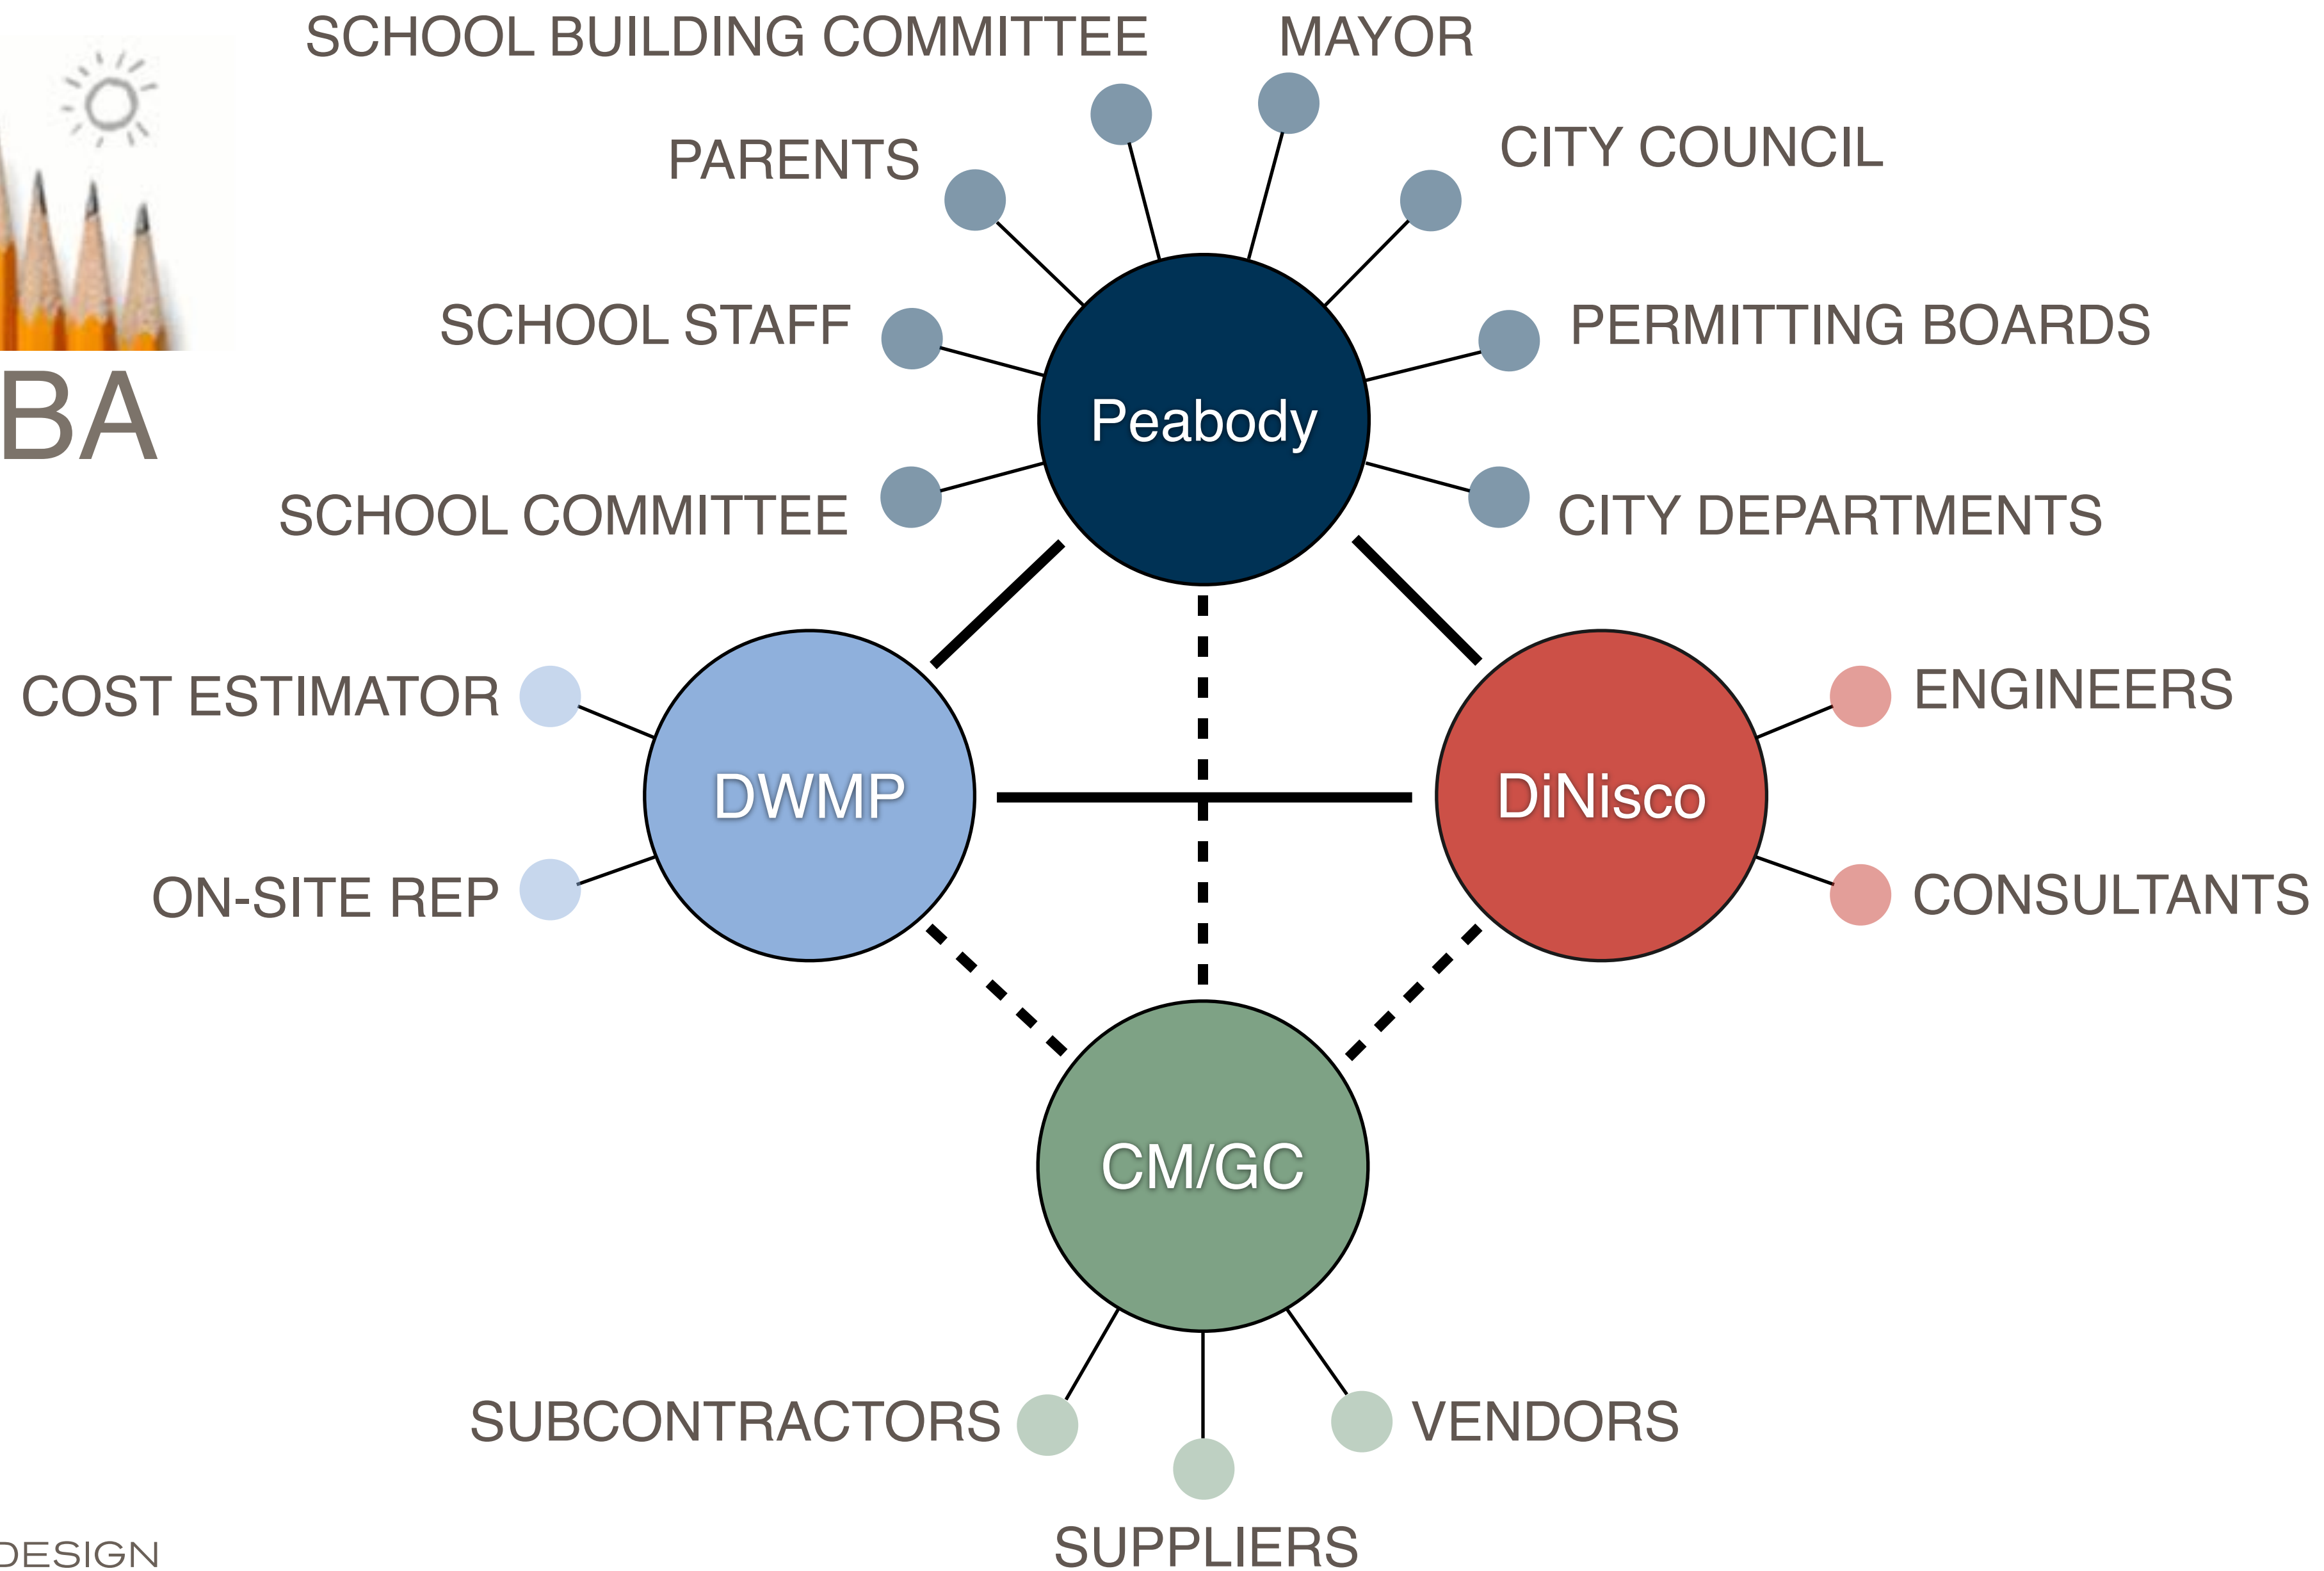 SCHOOL BUILDING COMMITTEE
MAYOR
PARENTS
CITY COUNCIL
SCHOOL STAFF
PERMITTING BOARDS
BA
Peabody
SCHOOL COMMITTEE
CITY DEPARTMENTS
COST ESTIMATOR
ENGINEERS
DWMP
DiNisco
ON-SITE REP
CONSULTANTS
CM/GC
SUBCONTRACTORS
VENDORS
SUPPLIERS
DESIGN